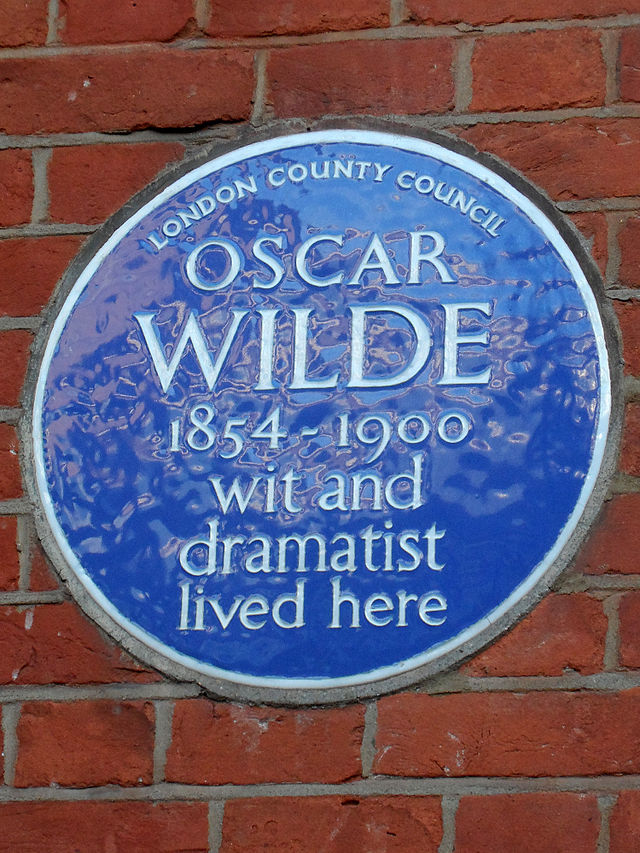 LONDON COUNTY COUNCIL
OSCAR
WILDE
1854-1900
wit and
dramatist
lived here